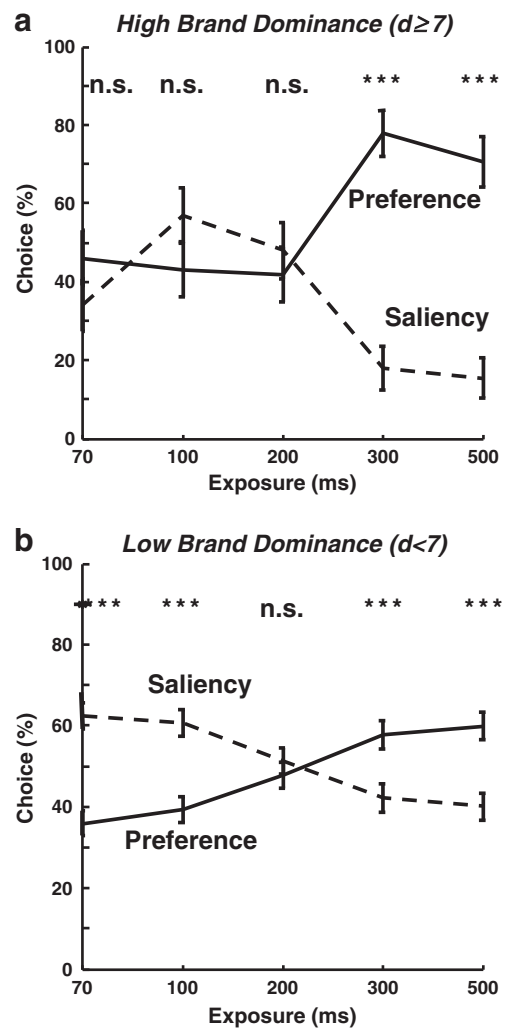 a High Brand Dominance (d≥7)
100
n.s. n.s. n.s. *** ***
80
Preference
60
Choice (%)
40
Saliency
20
0
70 100 200 300 500
Exposure (ms)
b Low Brand Dominance (d<7)
100
**** *** n.s. *** ***
80
Saliency
60
Choice (%)
40
Preference
20
0
70 100 200 300 500
Exposure (ms)